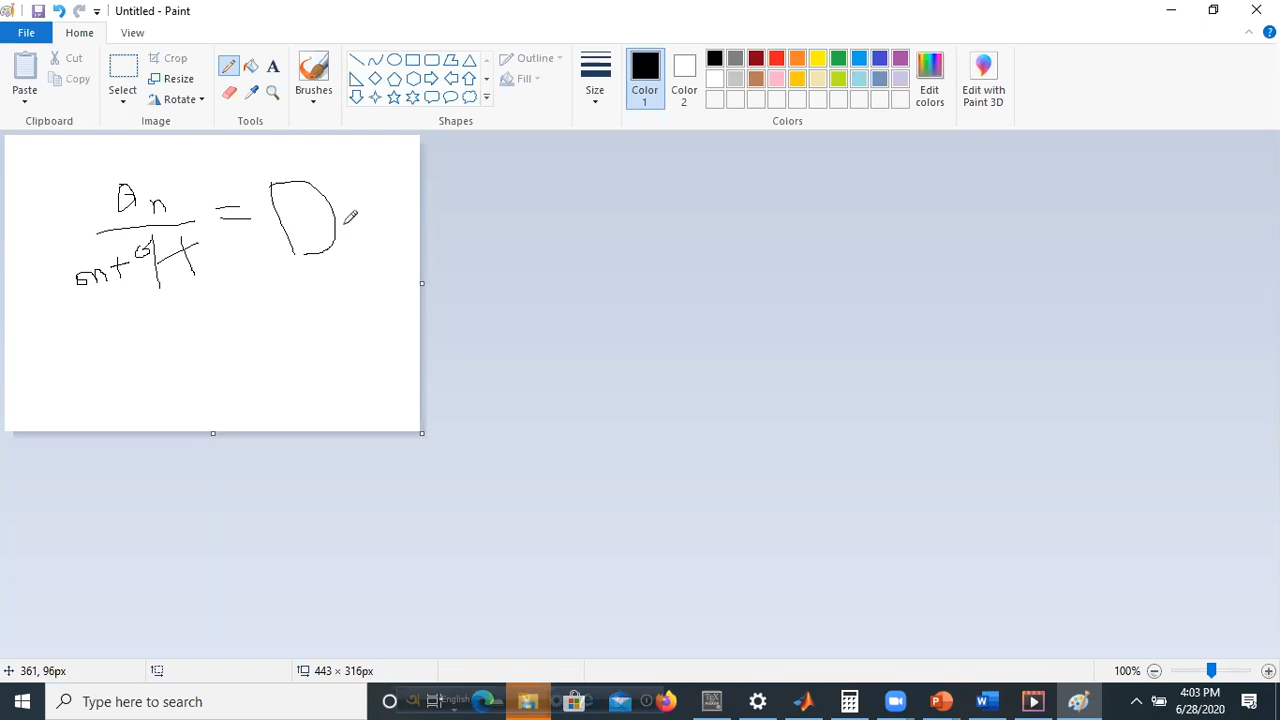 Untitled - Paint
File Home View
Paste
Cut
Copy
Clipboard
Select
Crop
Resize
Rotate
Image
A
Tools
Brushes
Outline
Fill
Shapes
Size
Color 1
Color 2
Edit colors
Edit with Paint 3D
Colors
n
=
361, 96px
443 × 316px
100%
Type here to search
English
4:03 PM
6/28/2020